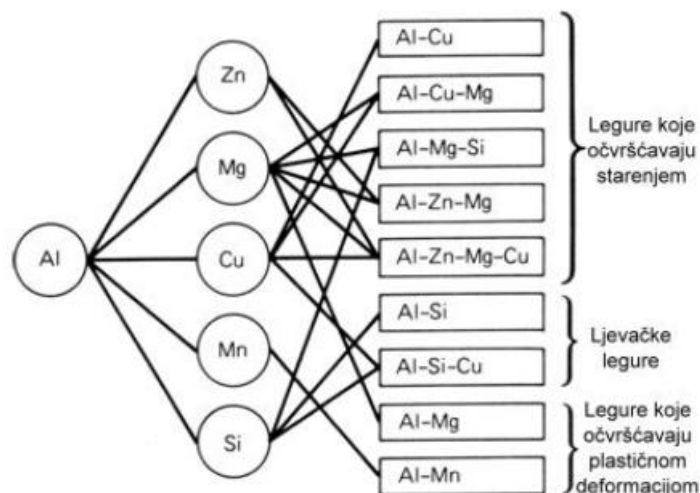 Al
Zn
Mg
Cu
Mn
Si
Al-Cu
Al-Cu-Mg
Al-Mg-Si
Al-Zn-Mg
Al-Zn-Mg-Cu
Al-Si
Al-Si-Cu
Al-Mg
Al-Mn
Legure koje
očvršćavaju
starenjem
Ljevačke
legure
Legure koje
očvršćavaju
plastičnom
deformacijom